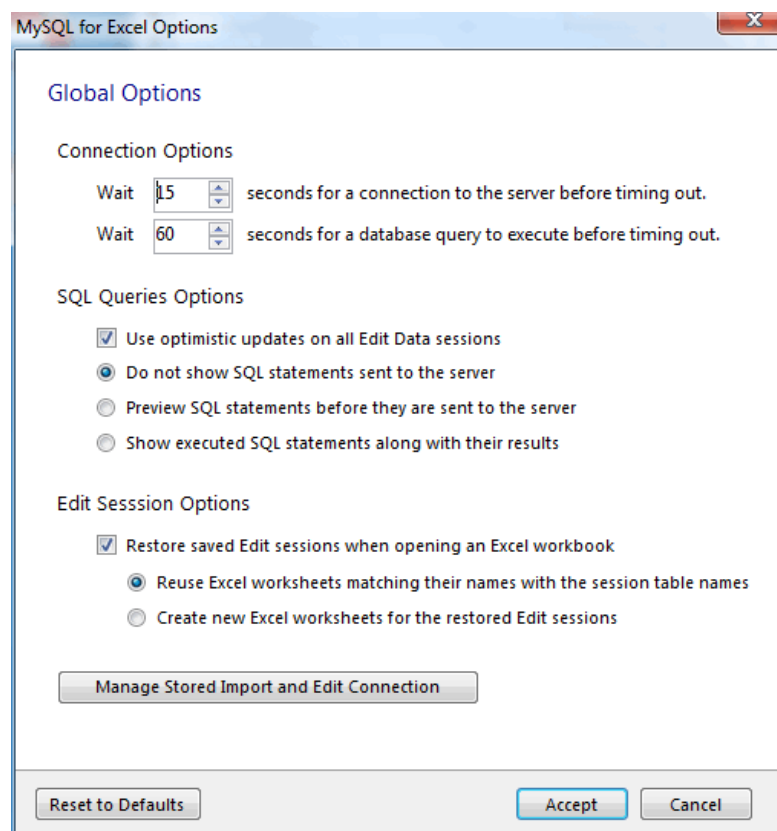 MySQL for Excel Options
X
Global Options
Connection Options
Wait 15 seconds for a connection to the server before timing out.
Wait 60 seconds for a database query to execute before timing out.
SQL Queries Options
Use optimistic updates on all Edit Data sessions
Do not show SQL statements sent to the server
Preview SQL statements before they are sent to the server
Show executed SQL statements along with their results
Edit Sesssion Options
Restore saved Edit sessions when opening an Excel workbook
Reuse Excel worksheets matching their names with the session table names
Create new Excel worksheets for the restored Edit sessions
Manage Stored Import and Edit Connection
Reset to Defaults Accept Cancel